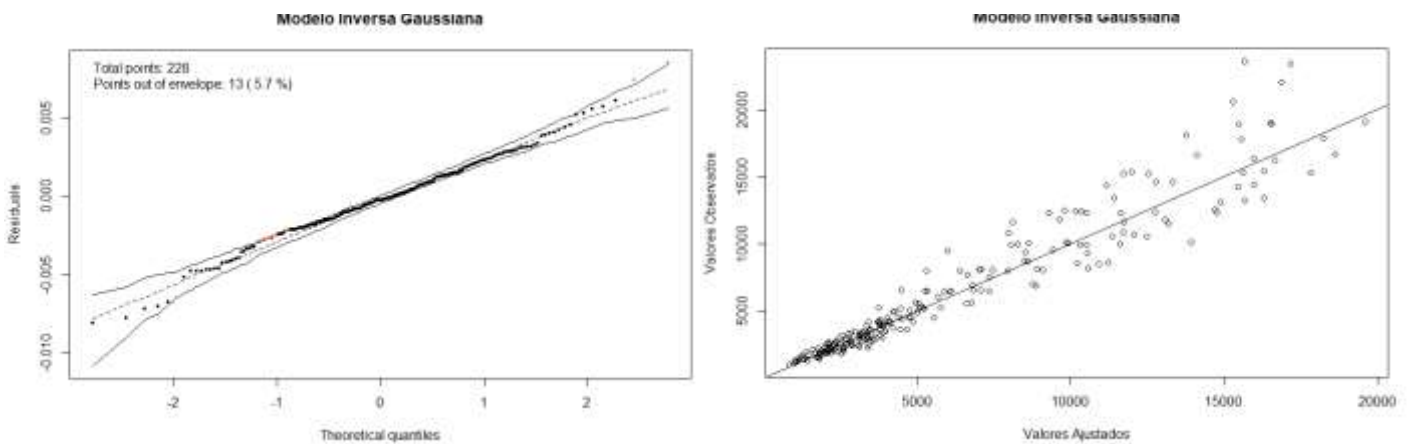 Modelo Inversa Gaussiana
Total points: 228
Points out of envelope: 13 ( 5.7 %)
Residuals
0.005
0.000
-0.005
-0.010
-2
-1
0
1
2
Theoretical quantiles
Modelo Inversa Gaussiana
Valores Observados
20000
15000
10000
5000
5000
10000
15000
20000
Valores Ajustados